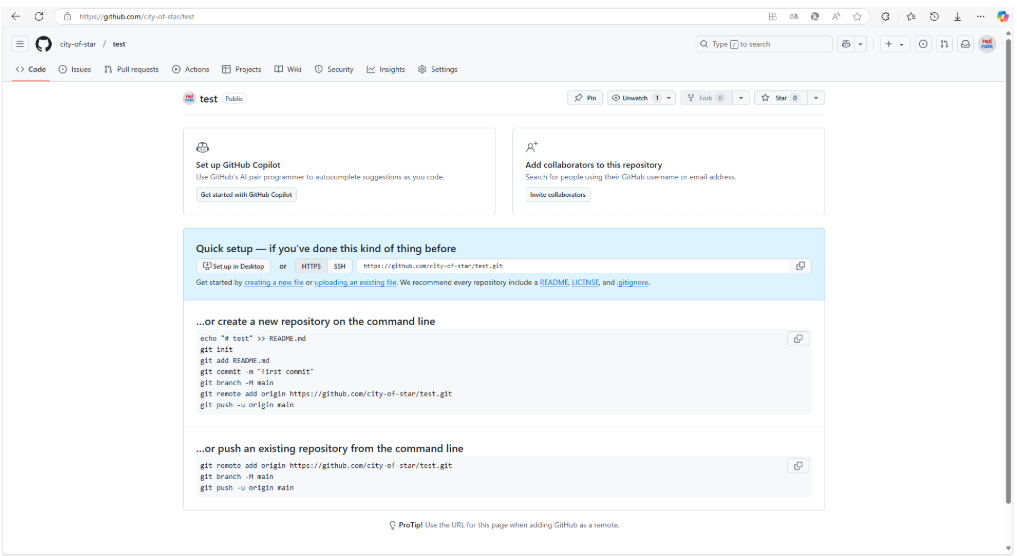 https://github.com/city-of-star/test
city-of-star / test
Type / to search
Code Issues Pull requests Actions Projects Wiki Security Insights Settings
test Public
Pin Unwatch 1 Fork 0 Star 0
Set up GitHub Copilot
Use GitHub's AI pair programmer to autocomplete suggestions as you code.
Get started with GitHub Copilot
Add collaborators to this repository
Search for people using their GitHub username or email address.
Invite collaborators
Quick setup — if you've done this kind of thing before
Set up in Desktop or HTTPS SSH https://github.com/city-of-star/test.git
Get started by creating a new file or uploading an existing file. We recommend every repository include a README, LICENSE, and .gitignore.
…or create a new repository on the command line
echo "# test" >> README.md
git init
git add README.md
git commit -m "first commit"
git branch -M main
git remote add origin https://github.com/city-of-star/test.git
git push -u origin main
…or push an existing repository from the command line
git remote add origin https://github.com/city-of-star/test.git
git branch -M main
git push -u origin main
ProTip! Use the URL for this page when adding GitHub as a remote.